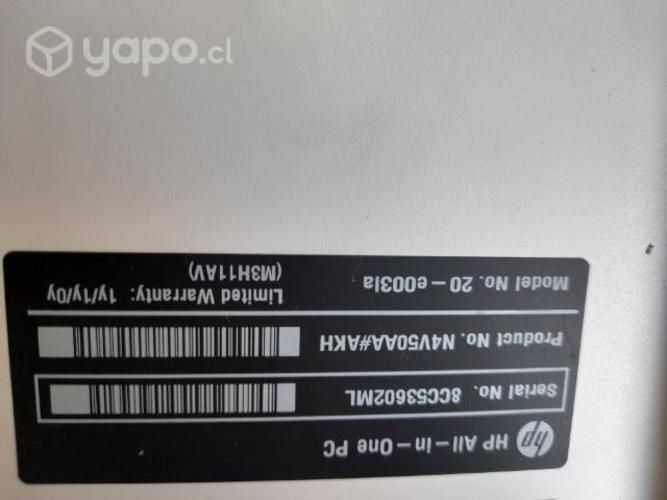 yapo.cl
hp HP All-In-One PC
Serial No. 8CC53602ML
Product No. N4V50AA#AKH
Model No. 20-e003la
Limited Warranty: 1y/1y/0y
(M3H11AV)